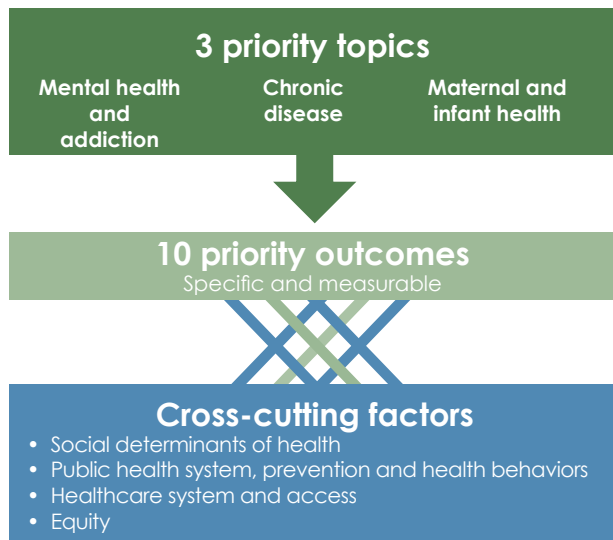 3 priority topics
Mental health and addiction
Chronic disease
Maternal and infant health
10 priority outcomes
Specific and measurable
Cross-cutting factors
• Social determinants of health
• Public health system, prevention and health behaviors
• Healthcare system and access
• Equity